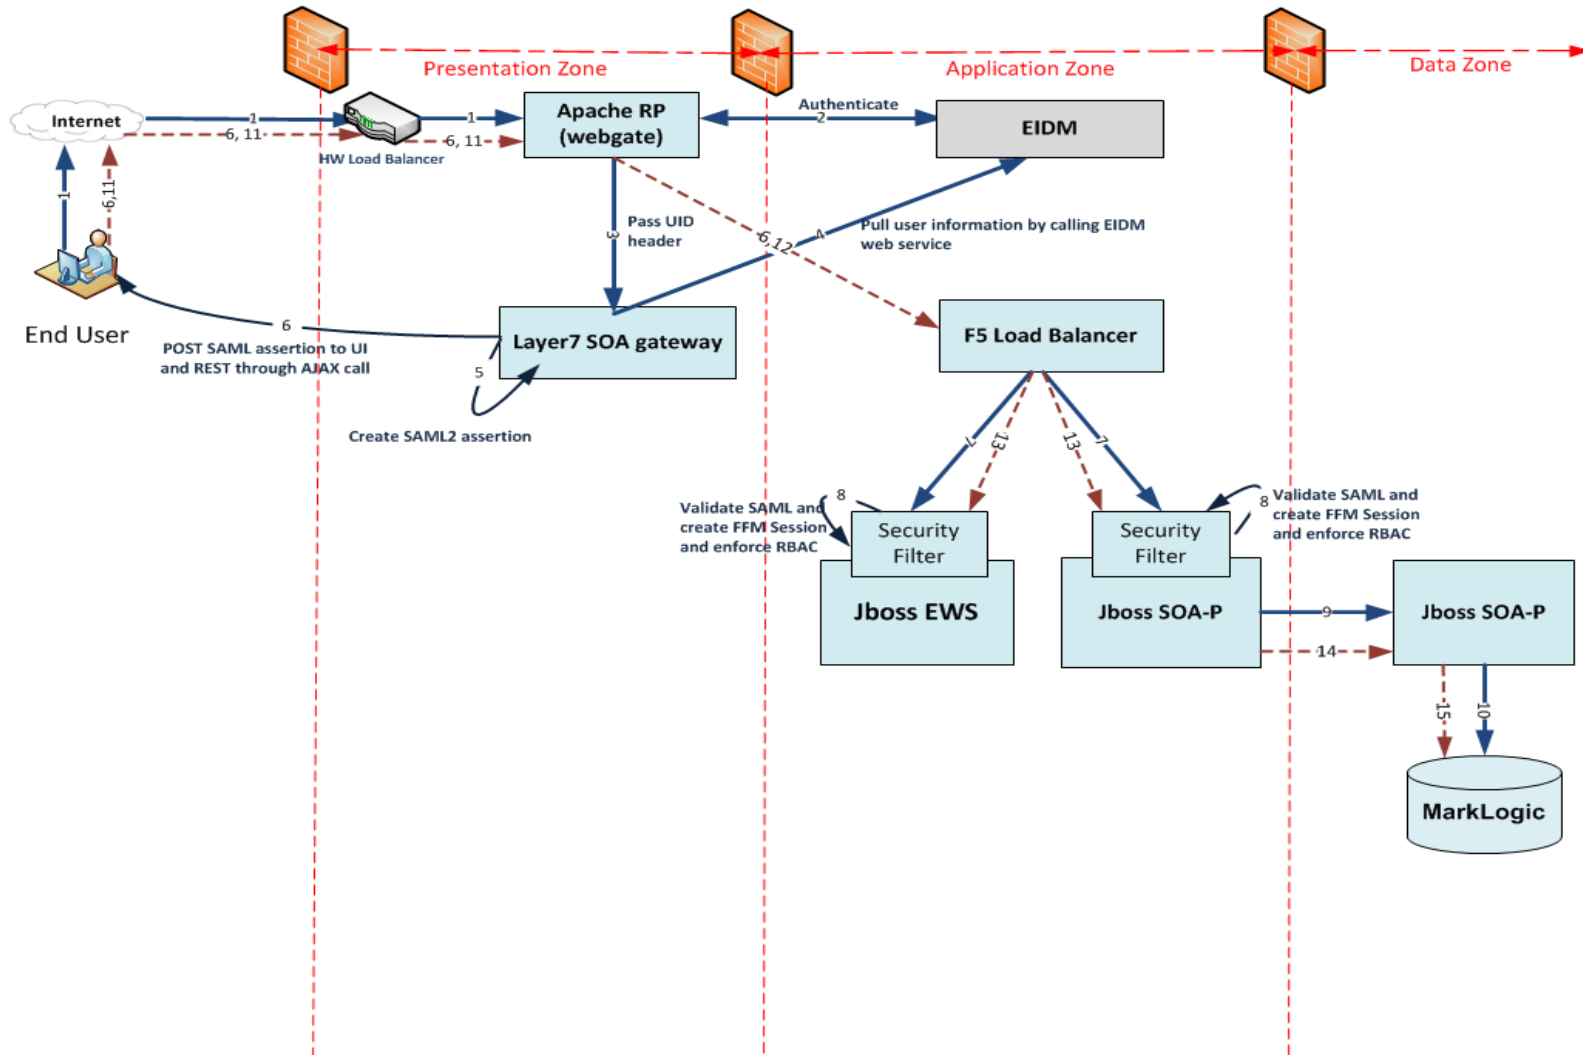 Presentation Zone
Application Zone
Data Zone
Internet
1
6, 11
HW Load Balancer
1
6, 11
Apache RP
(webgate)
Authenticate
2
EIDM
1
6,11
End User
3
Pass UID
header
6,12
4
Pull user information by calling EIDM
web service
6
POST SAML assertion to UI
and REST through AJAX call
Layer7 SOA gateway
5
Create SAML2 assertion
F5 Load Balancer
7
13
13
7
8
Validate SAML and
create FFM Session
and enforce RBAC
Security
Filter
Jboss EWS
Security
Filter
Jboss SOA-P
8
Validate SAML and
create FFM Session
and enforce RBAC
9
14
Jboss SOA-P
15
10
MarkLogic